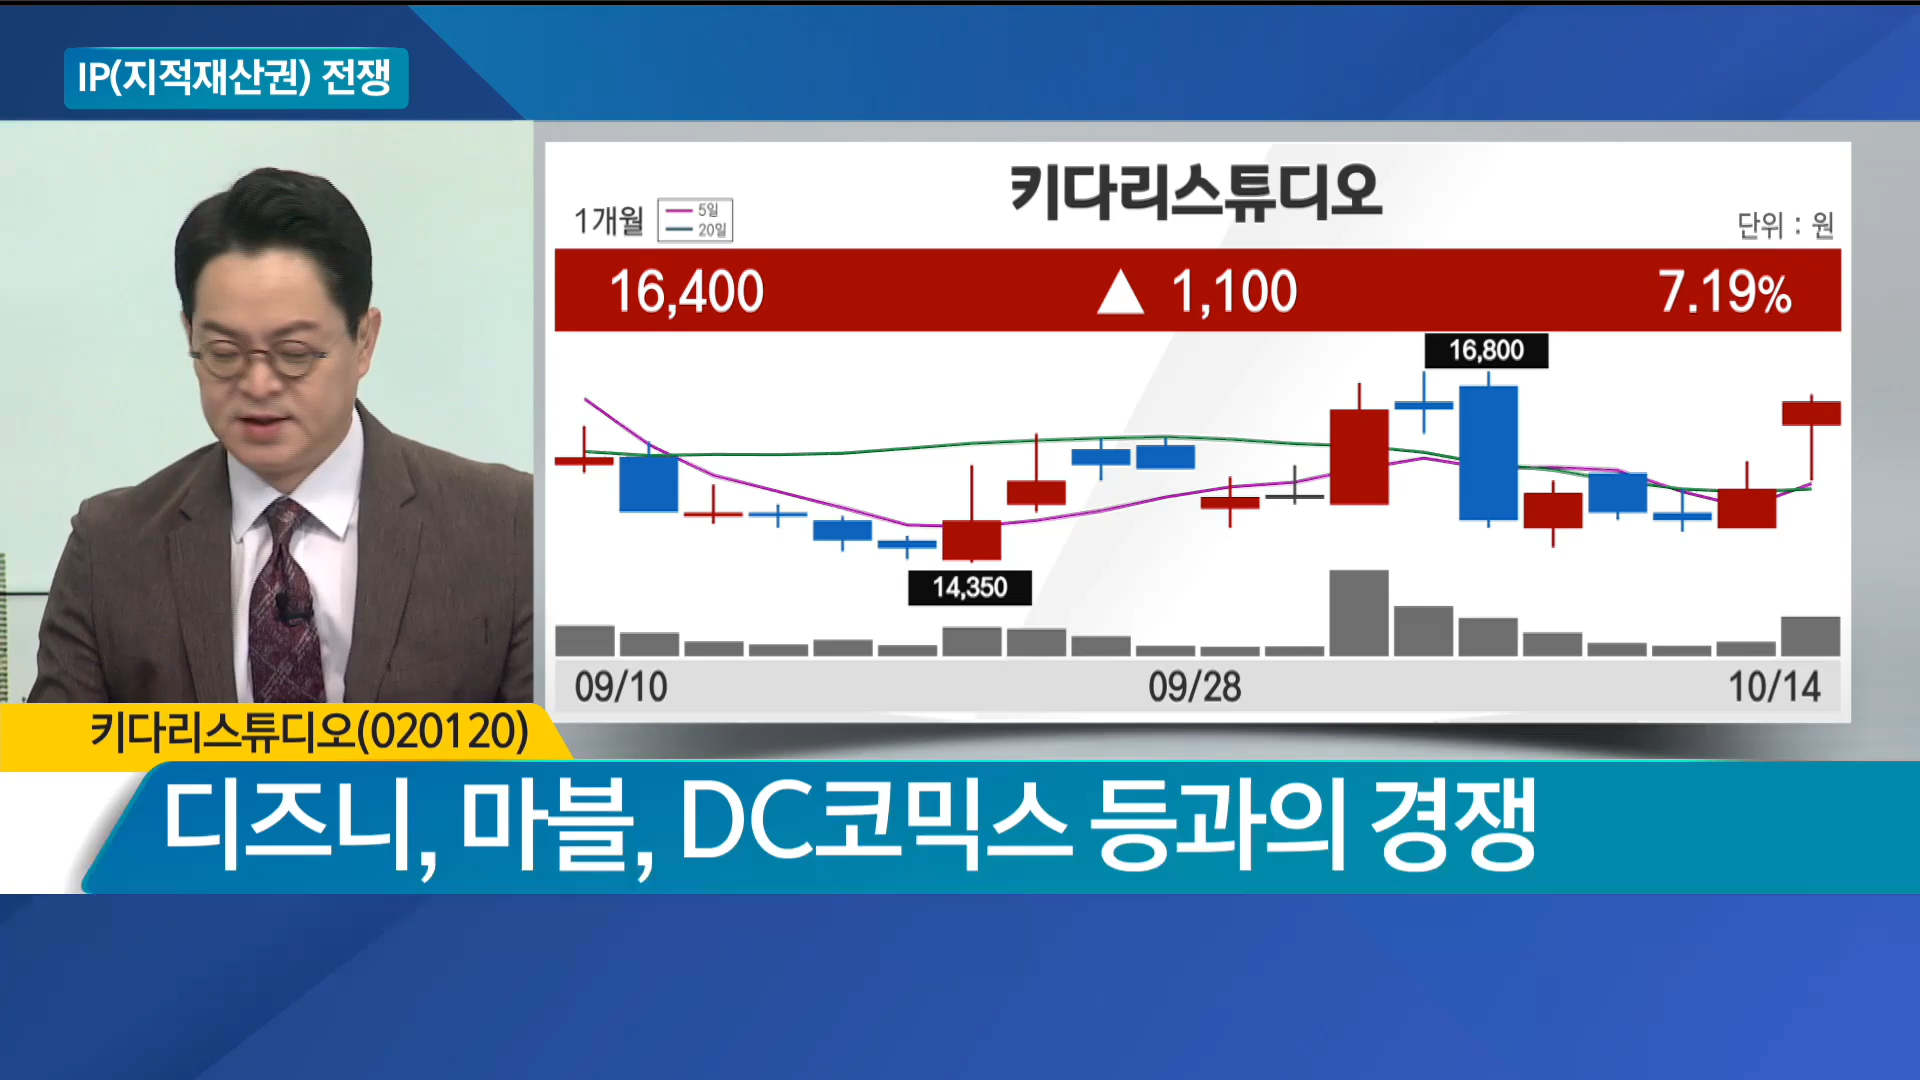 IP(지적재산권) 전쟁
키다리스튜디오
1개월
5일
20일
단위 : 원
16,400 ▲ 1,100 7.19%
16,800
14,350
09/10 09/28 10/14
키다리스튜디오(020120)
디즈니, 마블, DC코믹스 등과의 경쟁